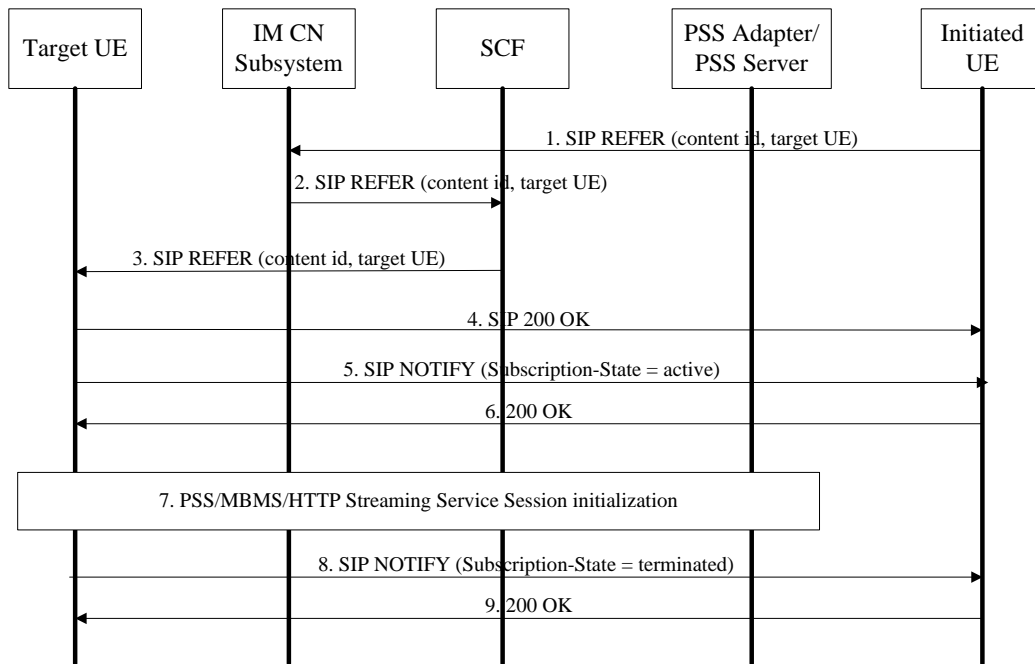 Target UE
IM CN
Subsystem
SCF
PSS Adapter/
PSS Server
Initiated
UE
1. SIP REFER (content id, target UE)
2. SIP REFER (content id, target UE)
3. SIP REFER (content id, target UE)
4. SIP 200 OK
5. SIP NOTIFY (Subscription-State = active)
6. 200 OK
7. PSS/MBMS/HTTP Streaming Service Session initialization
8. SIP NOTIFY (Subscription-State = terminated)
9. 200 OK